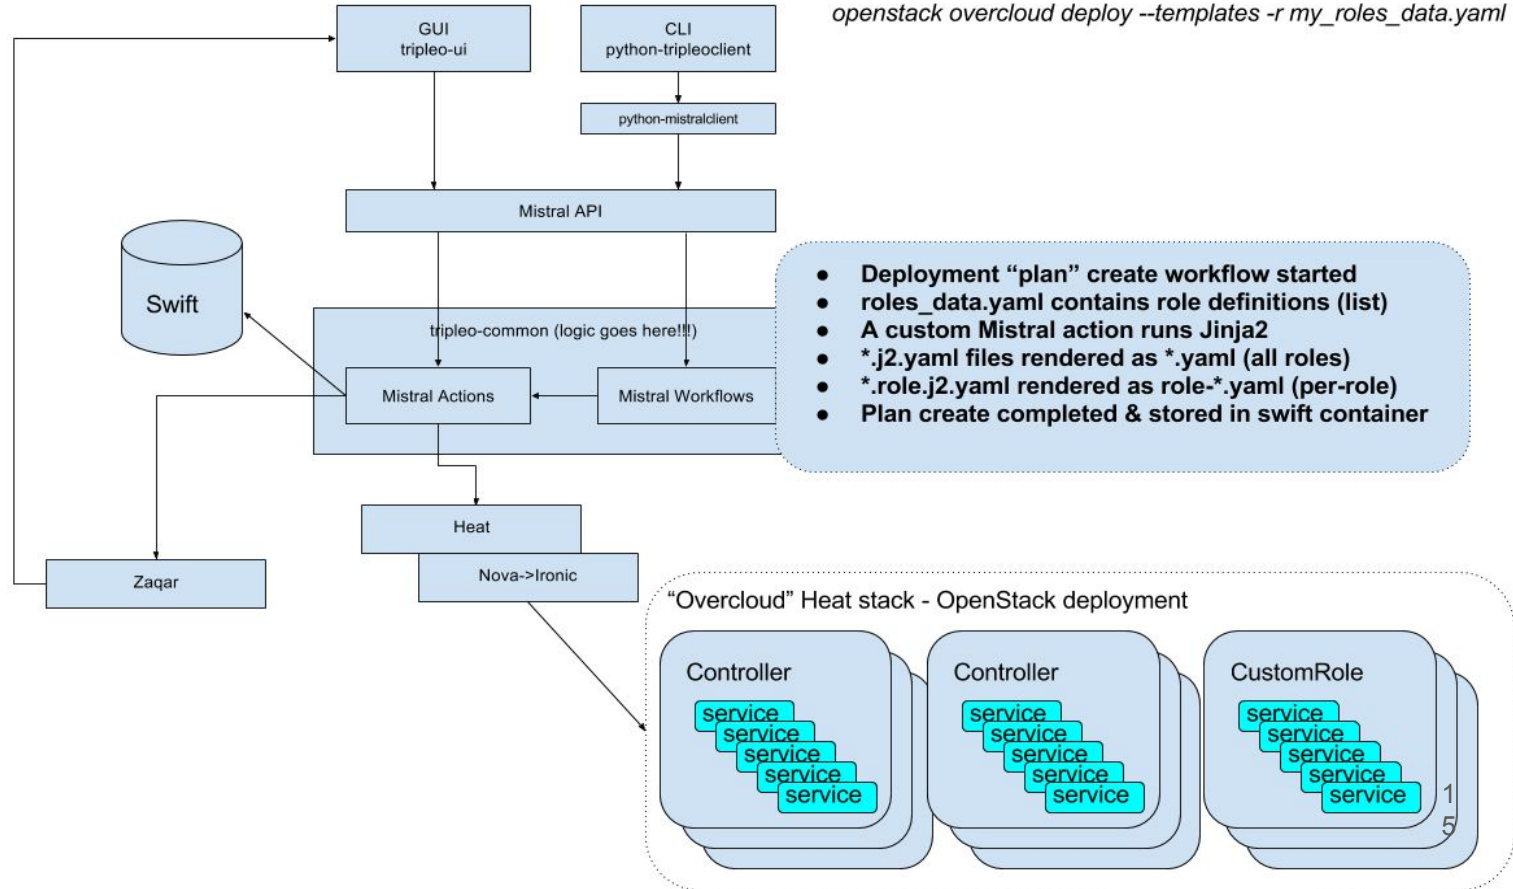 openstack overcloud deploy --templates -r my_roles_data.yaml
GUI
tripleo-ui
CLI
python-tripleoclient
python-mistralclient
Mistral API
Swift
tripleo-common (logic goes here!!!)
Mistral Actions
Mistral Workflows
● Deployment “plan” create workflow started
● roles_data.yaml contains role definitions (list)
● A custom Mistral action runs Jinja2
● *.j2.yaml files rendered as *.yaml (all roles)
● *.role.j2.yaml rendered as role-*.yaml (per-role)
● Plan create completed & stored in swift container
Heat
Nova->Ironic
Zaqar
“Overcloud” Heat stack - OpenStack deployment
Controller
service
service
service
service
service
Controller
service
service
service
service
service
CustomRole
service
service
service
service
service
1
5